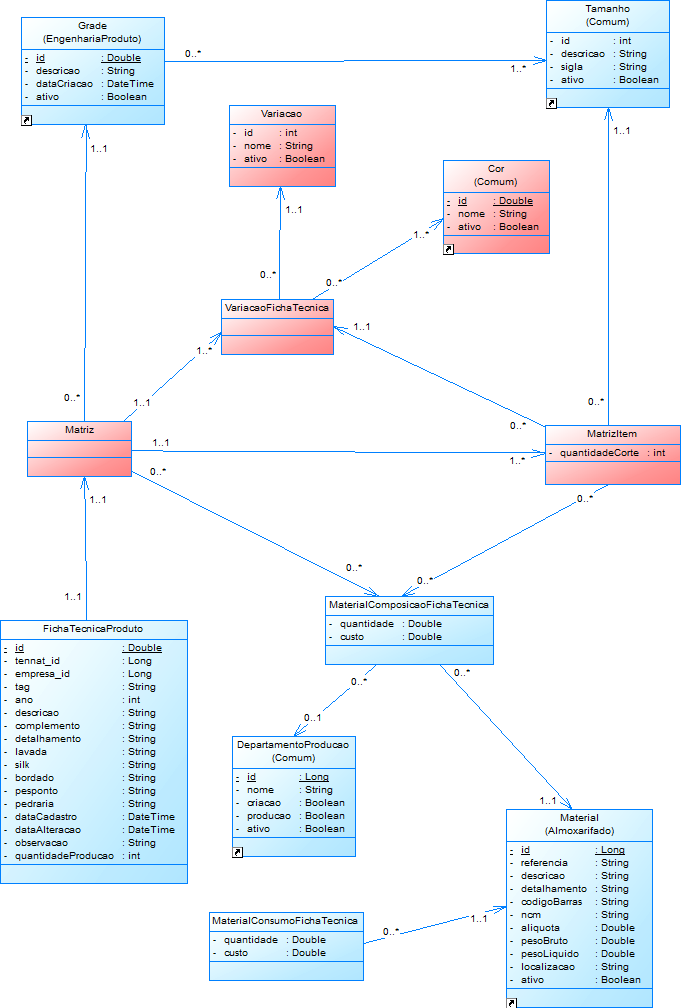 Grade
(EngenhariaProduto)
- id : Double
- descricao : String
- dataCriacao : DateTime
- ativo : Boolean
Tamanho
(Comum)
- id : int
- descricao : String
- sigla : String
- ativo : Boolean
0..*
1..*
1..1
1..1
Variacao
- id : int
- nome : String
- ativo : Boolean
Cor
(Comum)
- id : Double
- nome : String
- ativo : Boolean
1..1
1..*
0..*
0..*
VariacaoFichaTecnica
1..1
1..*
0..*
1..1
0..*
0..*
Matriz
1..1
1..*
0..*
MatrizItem
- quantidadeCorte : int
1..1
0..*
0..*
0..*
1..1
MaterialComposicaoFichaTecnica
- quantidade : Double
- custo : Double
FichaTecnicaProduto
- id : Double
- tennat_id : Long
- empresa_id : Long
- tag : String
- ano : int
- descricao : String
- complemento : String
- detalhamento : String
- lavada : String
- silk : String
- bordado : String
- pesponto : String
- pedraria : String
- dataCadastro : DateTime
- dataAlteracao : DateTime
- observacao : String
- quantidadeProducao : int
0..*
0..*
0..1
DepartamentoProducao
(Comum)
- id : Long
- nome : String
- criacao : Boolean
- producao : Boolean
- ativo : Boolean
1..1
Material
(Almoxarifado)
- id : Long
- referencia : String
- descricao : String
- detalhamento : String
- codigoBarras : String
- ncm : String
- aliquota : Double
- pesoBruto : Double
- pesoLiquido : Double
- localizacao : String
- ativo : Boolean
MaterialConsumoFichaTecnica
- quantidade : Double
- custo : Double
0..*
1..1